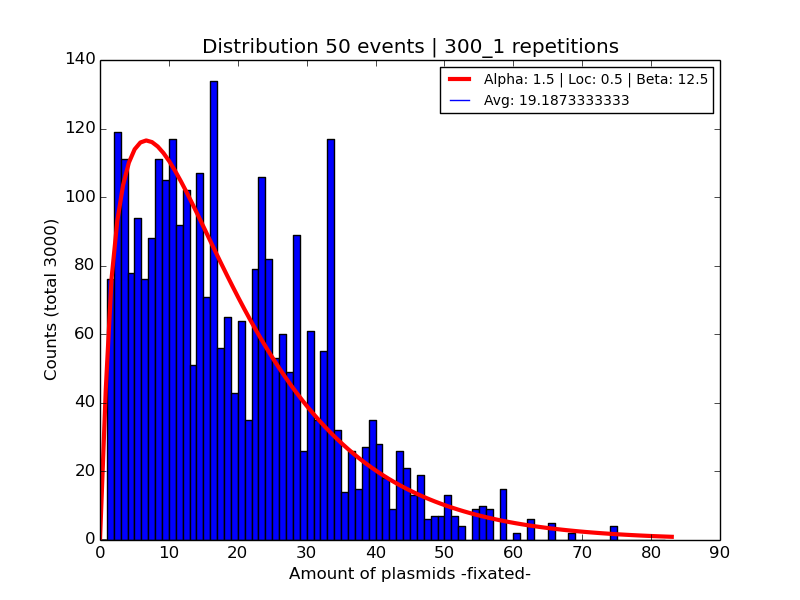 Distribution 50 events | 300_1 repetitions
Alpha: 1.5 | Loc: 0.5 | Beta: 12.5
Avg: 19.1873333333
Counts (total 3000)
140
120
100
80
60
40
20
0
0 10 20 30 40 50 60 70 80 90
Amount of plasmids -fixated-